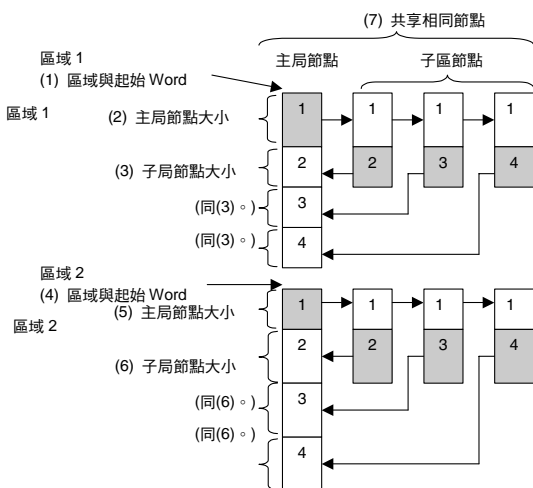 (7) 共享相同節點
區域 1
主局節點
子區節點
(1) 區域與起始 Word
區域 1
(2) 主局節點大小
1
1
1
1
(3) 子局節點大小
2
2
3
4
(同(3)。)
3
(同(3)。)
4
區域 2
(4) 區域與起始 Word
區域 2
(5) 主局節點大小
1
1
1
1
(6) 子局節點大小
2
2
3
4
(同(6)。)
3
(同(6)。)
4